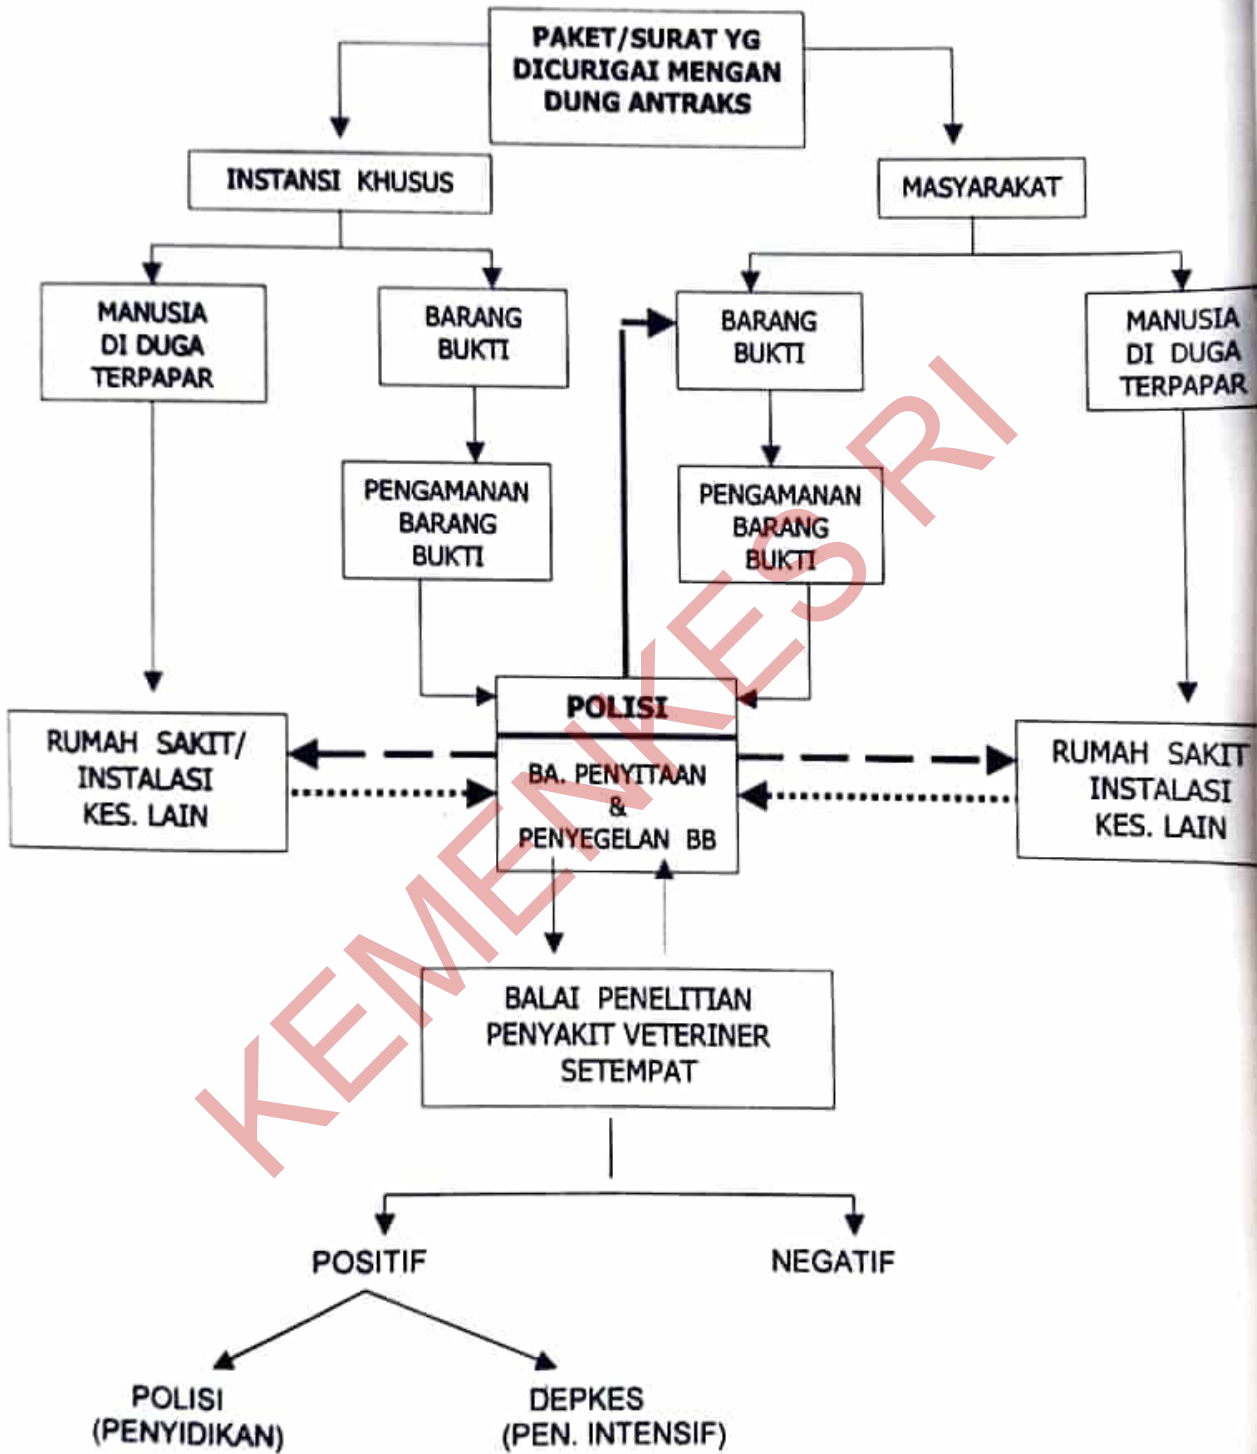 PAKET/SURAT YG
DICURIGAI MENGAN
DUNG ANTRAKS
INSTANSI KHUSUS
MASYARAKAT
MANUSIA
DI DUGA
TERPAPAR
BARANG
BUKTI
BARANG
BUKTI
MANUSIA
DI DUGA
TERPAPAR
PENGAMANAN
BARANG
BUKTI
PENGAMANAN
BARANG
BUKTI
RUMAH SAKIT/
INSTALASI
KES. LAIN
POLISI
BA. PENYITAAN
&
PENYEGELAN BB
RUMAH SAKIT
INSTALASI
KES. LAIN
BALAI PENELITIAN
PENYAKIT VETERINER
SETEMPAT
POSITIF
NEGATIF
POLISI
(PENYIDIKAN)
DEPKES
(PEN. INTENSIF)
KEMENKES RI